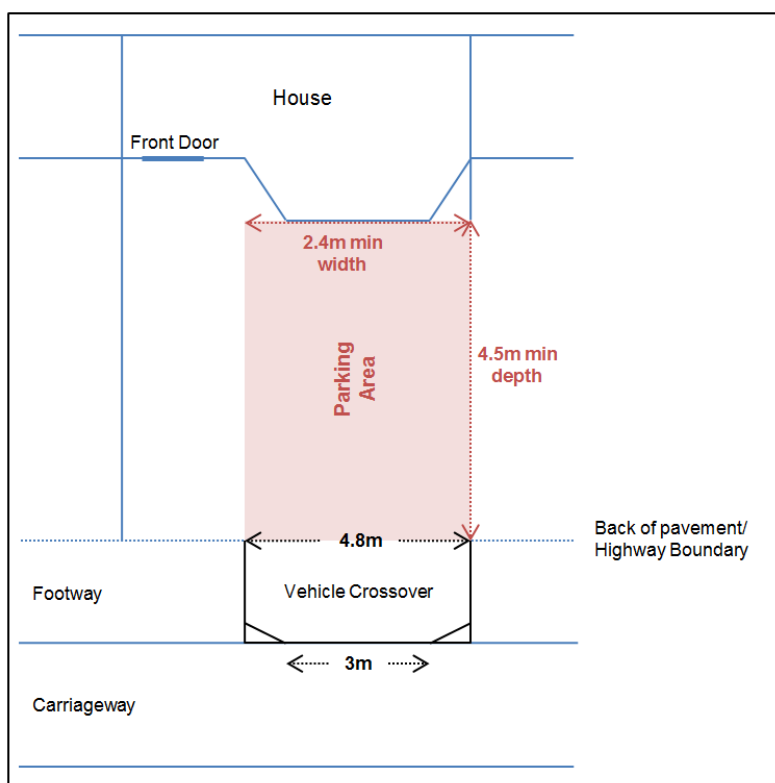 House
Front Door
2.4m min
width
Parking
Area
4.5m min
depth
Back of pavement/
Highway Boundary
4.8m
Footway
Vehicle Crossover
3m
Carriageway